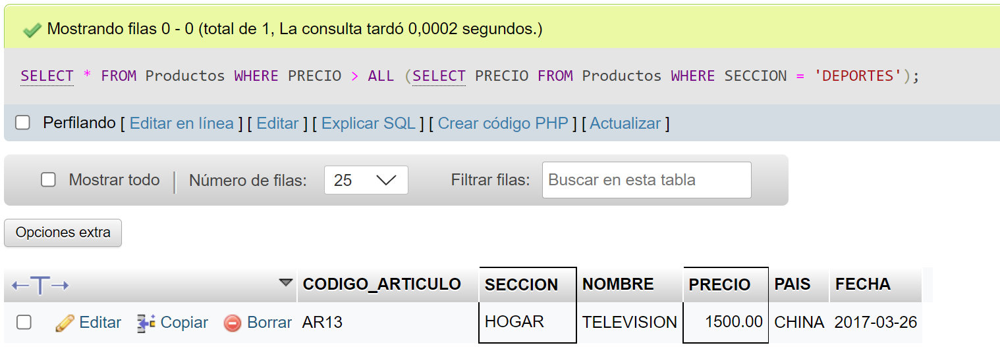 Mostrando filas 0 - 0 (total de 1, La consulta tardó 0,0002 segundos.)
SELECT * FROM Productos WHERE PRECIO > ALL (SELECT PRECIO FROM Productos WHERE SECCION = 'DEPORTES');
Perfilando [ Editar en línea ] [ Editar ] [ Explicar SQL ] [ Crear código PHP ] [ Actualizar ]
Mostrar todo Número de filas: 25 Filtrar filas: Buscar en esta tabla
Opciones extra
←T→ CODIGO_ARTICULO SECCION NOMBRE PRECIO PAIS FECHA
Editar Copiar Borrar AR13 HOGAR TELEVISION 1500.00 CHINA 2017-03-26